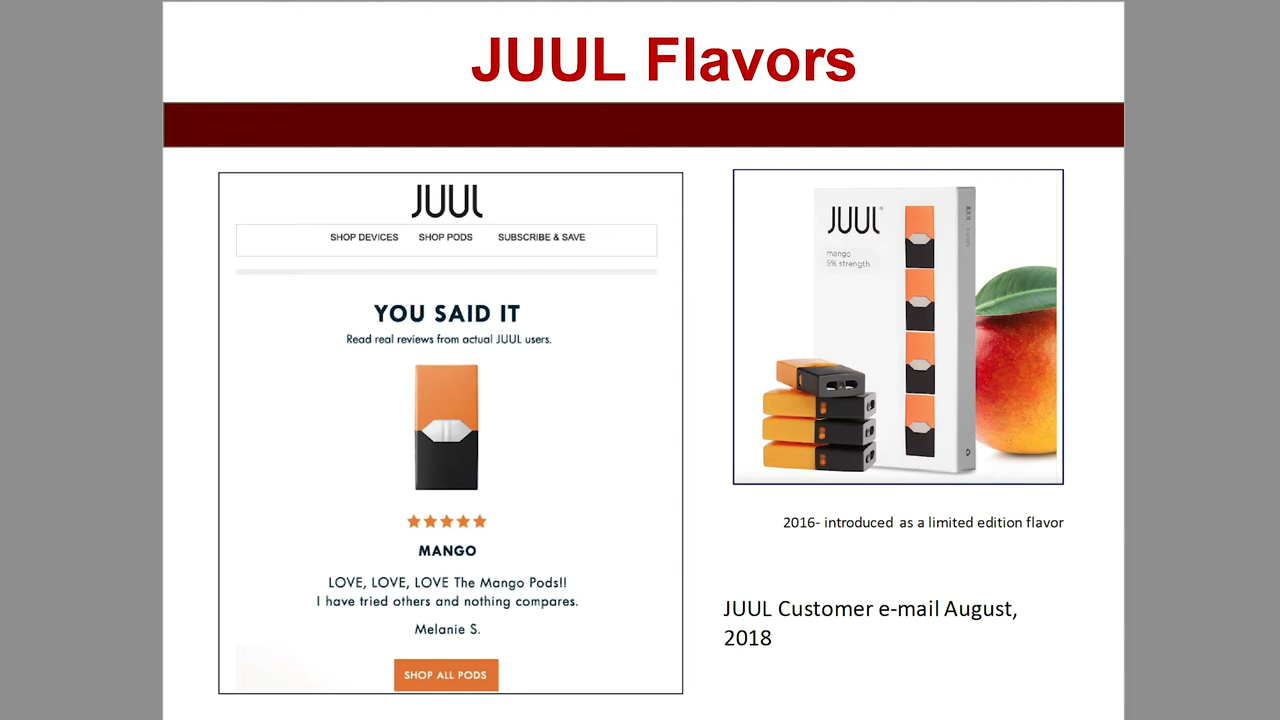 JUUL Flavors
JUUL
SHOP DEVICES SHOP PODS SUBSCRIBE & SAVE
YOU SAID IT
Read real reviews from actual JUUL users.
MANGO
LOVE, LOVE, LOVE The Mango Pods!!
I have tried others and nothing compares.
Melanie S.
SHOP ALL PODS
JUUL
mango
5% strength
2016- introduced as a limited edition flavor
JUUL Customer e-mail August,
2018